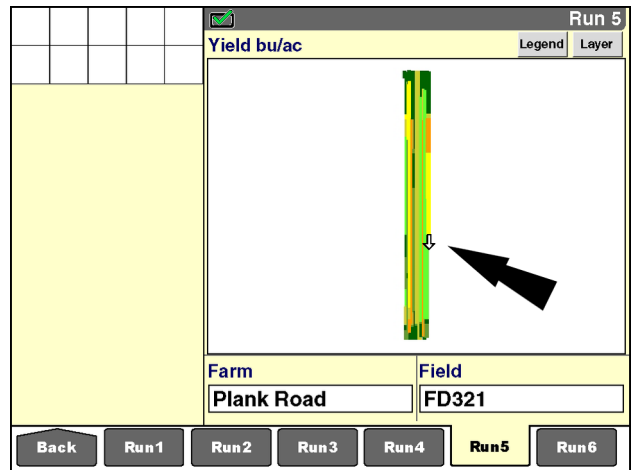 Run 5
Yield bu/ac
Legend
Layer
Farm
Field
Plank Road
FD321
Back
Run1
Run2
Run3
Run4
Run5
Run6